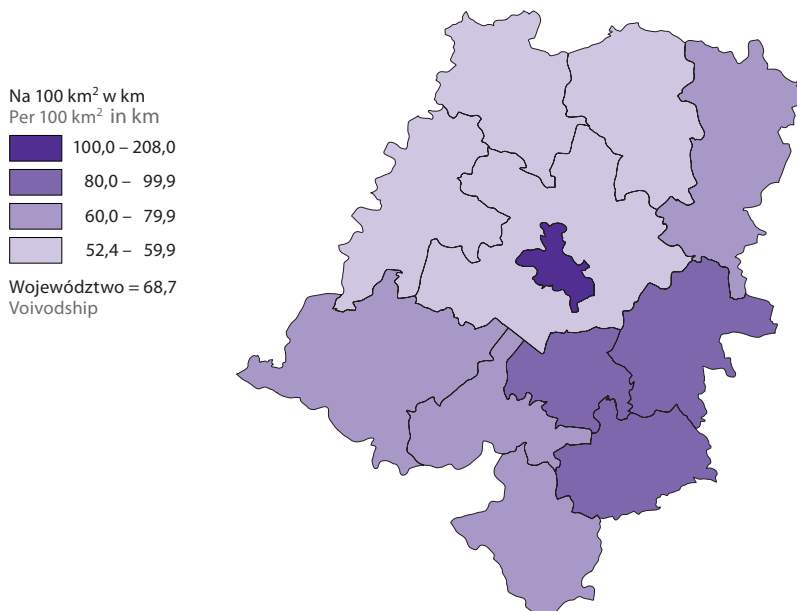 Na 100 km² w km
Per 100 km² in km
100,0 – 208,0
80,0 – 99,9
60,0 – 79,9
52,4 – 59,9
Województwo = 68,7
Voivodship